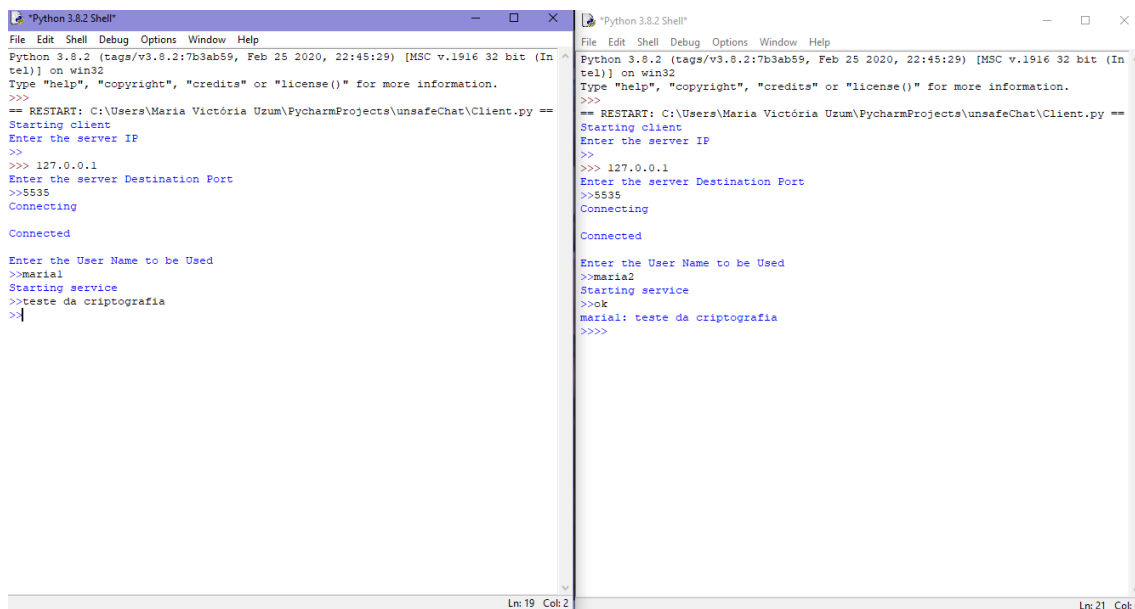 *Python 3.8.2 Shell*
File Edit Shell Debug Options Window Help
Python 3.8.2 (tags/v3.8.2:7b3ab59, Feb 25 2020, 22:45:29) [MSC v.1916 32 bit (In
tel)] on win32
Type "help", "copyright", "credits" or "license()" for more information.
>>>
== RESTART: C:\Users\Maria Victória Uzum\PycharmProjects\unsafeChat\Client.py ==
Starting client
Enter the server IP
>>
>>> 127.0.0.1
Enter the server Destination Port
>>5535
Connecting
Connected
Enter the User Name to be Used
>>maria1
Starting service
>>teste da criptografia
>>
Ln: 19 Col: 2
*Python 3.8.2 Shell*
File Edit Shell Debug Options Window Help
Python 3.8.2 (tags/v3.8.2:7b3ab59, Feb 25 2020, 22:45:29) [MSC v.1916 32 bit (In
tel)] on win32
Type "help", "copyright", "credits" or "license()" for more information.
>>>
== RESTART: C:\Users\Maria Victória Uzum\PycharmProjects\unsafeChat\Client.py ==
Starting client
Enter the server IP
>>
>>> 127.0.0.1
Enter the server Destination Port
>>5535
Connecting
Connected
Enter the User Name to be Used
>>maria2
Starting service
>>ok
maria1: teste da criptografia
>>>>
Ln: 21 Col: